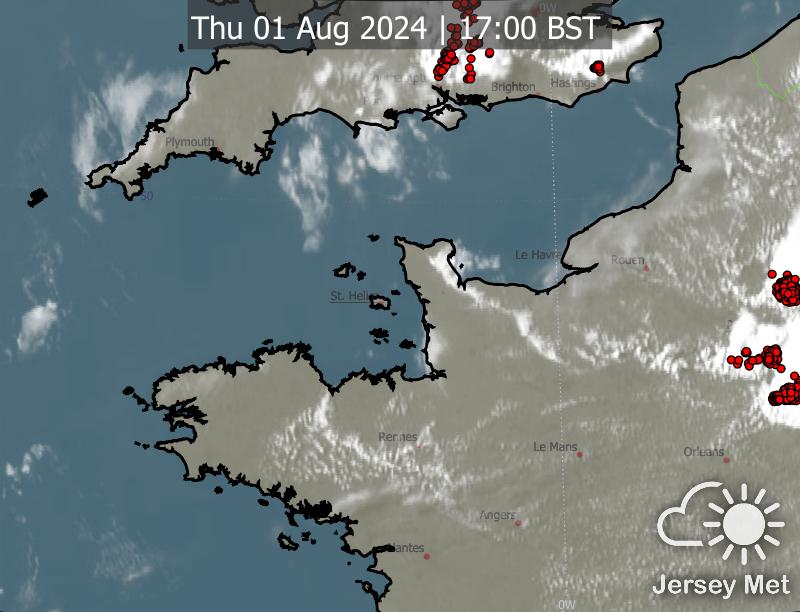 0W
Thu 01 Aug 2024 | 17:00 BST
Brighton
Hastings
Plymouth
50
Le Havre
Rouen
St. Helier
Rennes
Le Mans
Orleans
Angers
Nantes
0W
Jersey Met